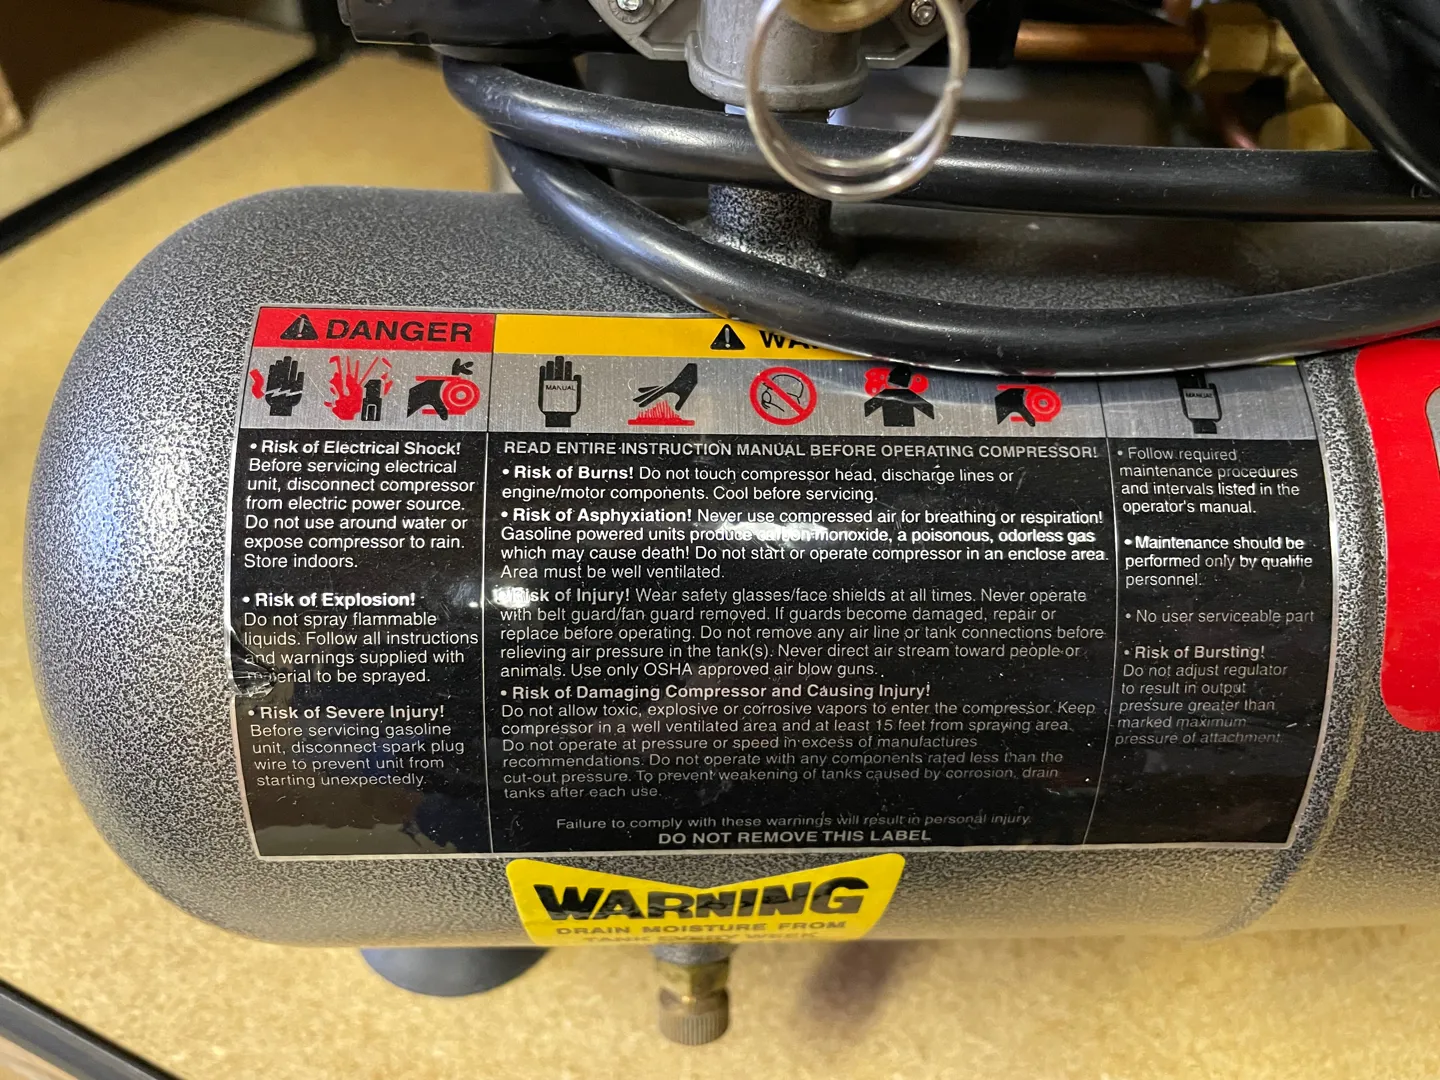 DANGER
• Risk of Electrical Shock!
Before servicing electrical
unit, disconnect compressor
from electric power source.
Do not use around water or
expose compressor to rain.
Store indoors.
• Risk of Explosion!
Do not spray flammable
liquids. Follow all instructions
and warnings supplied with
to be sprayed.
• Risk of Severe Injury!
Before servicing gasoline
unit, disconnect spark plug
wire to prevent unit from
starting unexpectedly.
MANUAL
READ ENTIRE INSTRUCTION MANUAL BEFORE OPERATING COMPRESSOR!
• Risk of Burns! Do not touch compressor head, discharge lines or
engine/motor components. Cool before servicing.
• Risk of Asphyxiation! Never use compressed air for breathing or respiration!
Gasoline powered units produce carbon monoxide, a poisonous, odorless gas
which may cause death! Do not start or operate compressor in an enclose area.
Area must be well ventilated.
Risk of Injury! Wear safety glasses/face shields at all times. Never operate
with belt guard/fan guard removed. If guards become damaged, repair or
replace before operating. Do not remove any air line or tank connections before
relieving air pressure in the tank(s). Never direct air stream toward people or
animals. Use only OSHA approved air blow guns.
• Risk of Damaging Compressor and Causing Injury!
Do not allow toxic, explosive or corrosive vapors to enter the compressor. Keep
compressor in a well ventilated area and at least 15 feet from spraying area.
Do not operate at pressure or speed in excess of manufactures
recommendations. Do not operate with any components rated less than the
cut-out pressure. To prevent weakening of tanks caused by corrosion, drain
tanks after each use.
Failure to comply with these warnings will result in personal injury.
DO NOT REMOVE THIS LABEL
MANUAL
• Follow required
maintenance procedures
and intervals listed in the
operator's manual.
• Maintenance should be
performed only by qualifie
personnel.
• No user serviceable part
• Risk of Bursting!
Do not adjust regulator
to result in output
pressure greater than
marked maximum
pressure of attachment.
WARNING
DRAIN MOISTURE FROM
TANK EVERY WEEK